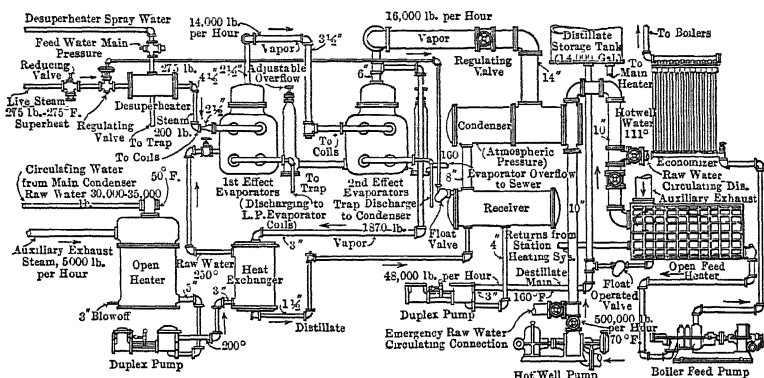 Desuperheater Spray Water
Feed Water Main
Pressure
Reducing
Valve
275 lb.
Live Steam
275 lb.-275°F.
Superheat
Regulating
Valve
Desuperheater
Steam
200 lb.
To Trap
To Coils
4½"
2½"
2½"
14,000 lb.
per Hour
Vapor
3½"
Adjustable
Overflow
16,000 lb. per Hour
Vapor
Regulating
Valve
6"
14"
Distillate
Storage Tank
(14,000 Gals.)
To
Main
Heater
To Boilers
Hotwell
Water
111°
10"
Economizer
Raw Water
Circulating Dis.
Auxiliary Exhaust
Condenser
(Atmospheric
Pressure)
Evaporator Overflow
to Sewer
160
8"
To
Coils
1st Effect
Evaporators
(Discharging to
L.P. Evaporator
Coils)
To
Trap
2nd Effect
Evaporators
Trap Discharge
to Condenser
1870 lb.
3"
Vapor
Float
Valve
Receiver
10"
Returns from
Station
Heating Sys.
4"
Circulating Water
from Main Condenser
Raw Water 30,000-35,000
lb.
50°F.
Auxiliary Exhaust
Steam, 5000 lb.
per Hour
Open
Heater
Raw Water
250°
Heat
Exchanger
3"
3"
1½"
Distillate
3" Blowoff
200°
Duplex Pump
48,000 lb. per Hour
3"
Destillate
Main
160°F.
Duplex Pump
Emergency Raw Water
Circulating Connection
Float
Operated
Valve
500,000 lb.
per Hour
70°F.
Hot Well Pump
Open Feed
Heater
Boiler Feed Pump